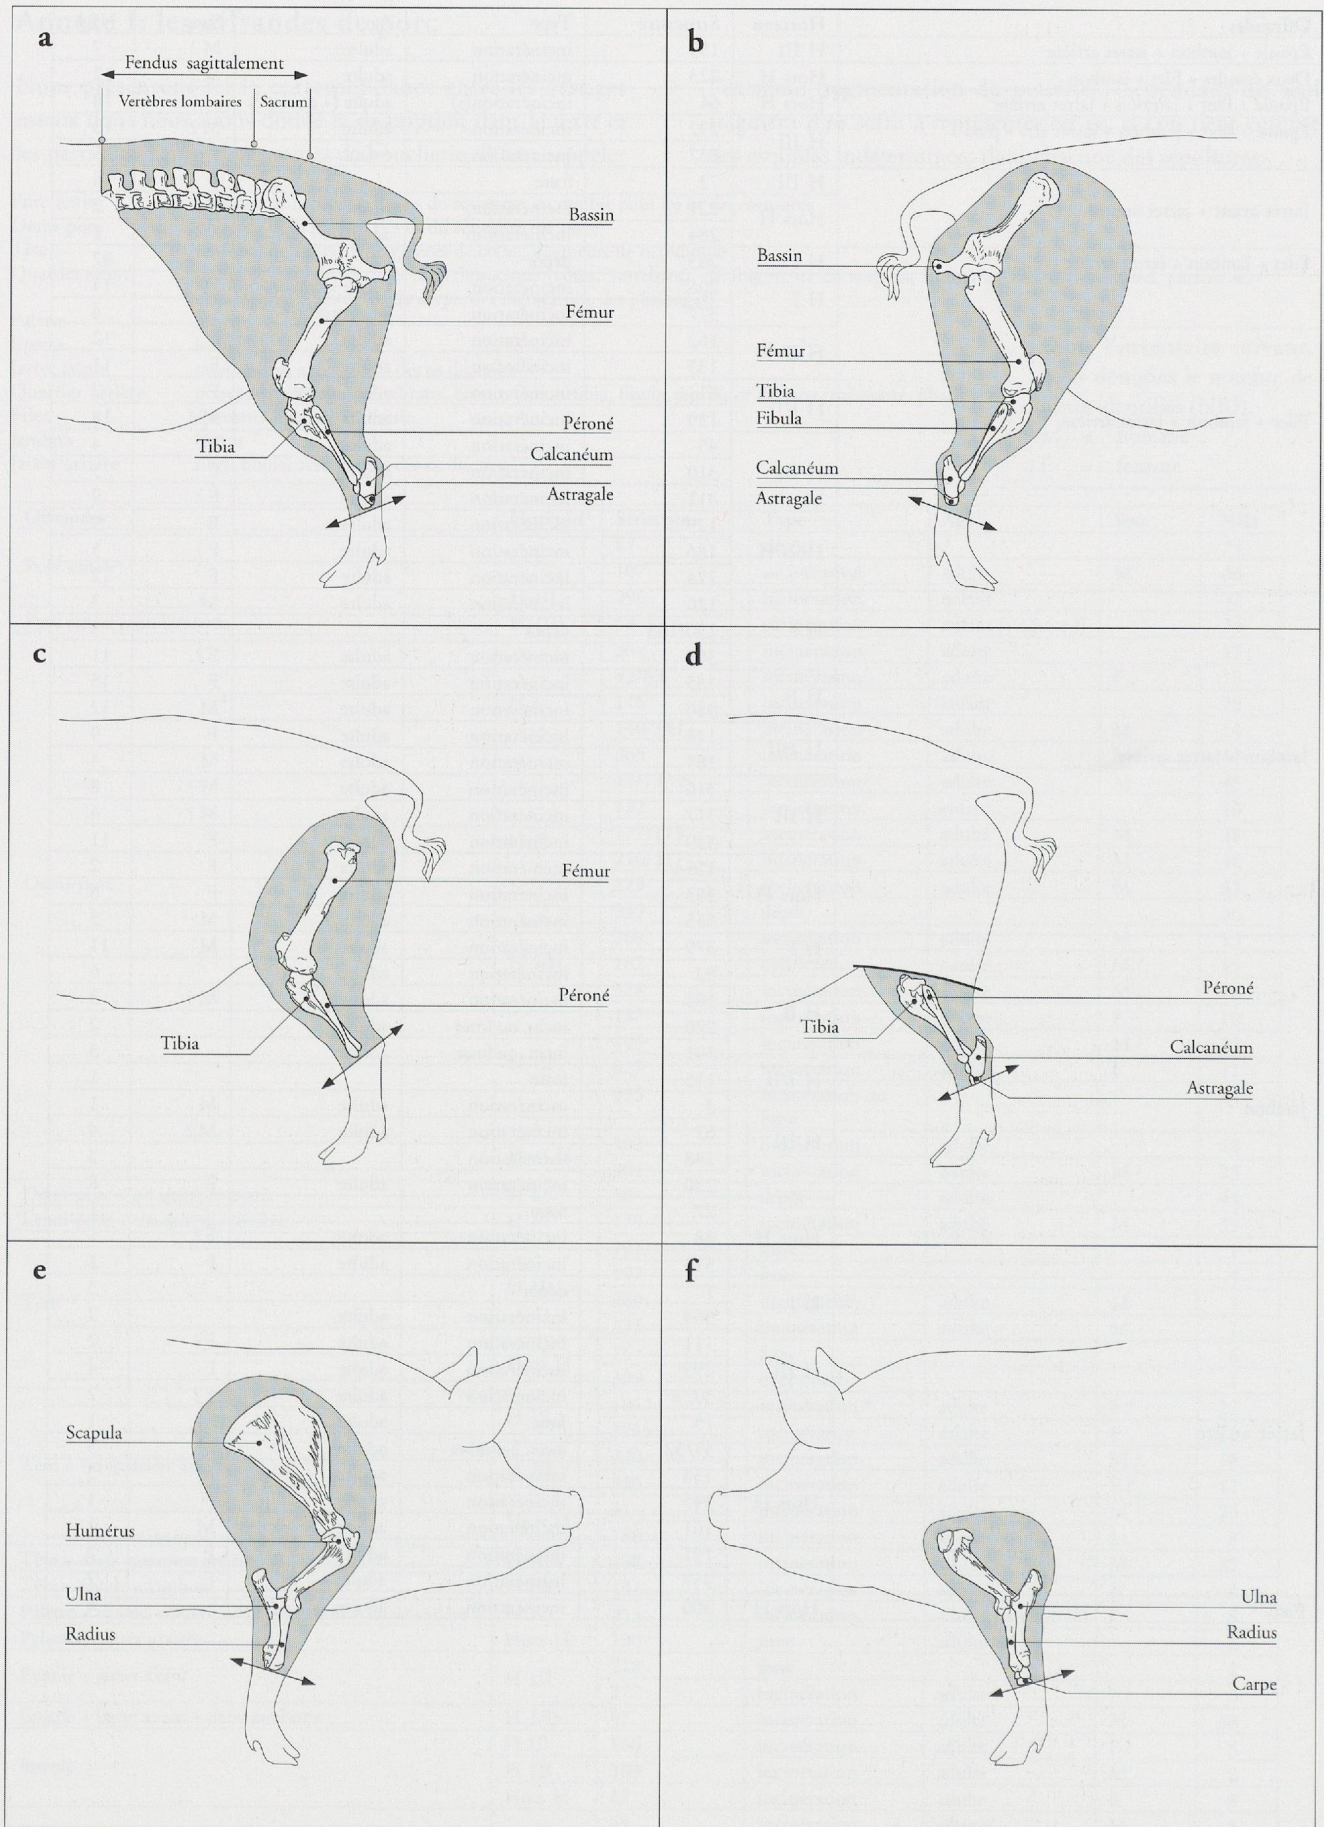 a
Fendus sagittalement
Vertèbres lombaires
Sacrum
Bassin
Fémur
Péroné
Tibia
Calcanéum
Astragale
b
Bassin
Fémur
Tibia
Fibula
Calcanéum
Astragale
c
Fémur
Péroné
Tibia
d
Péroné
Tibia
Calcanéum
Astragale
e
Scapula
Humérus
Ulna
Radius
f
Ulna
Radius
Carpe